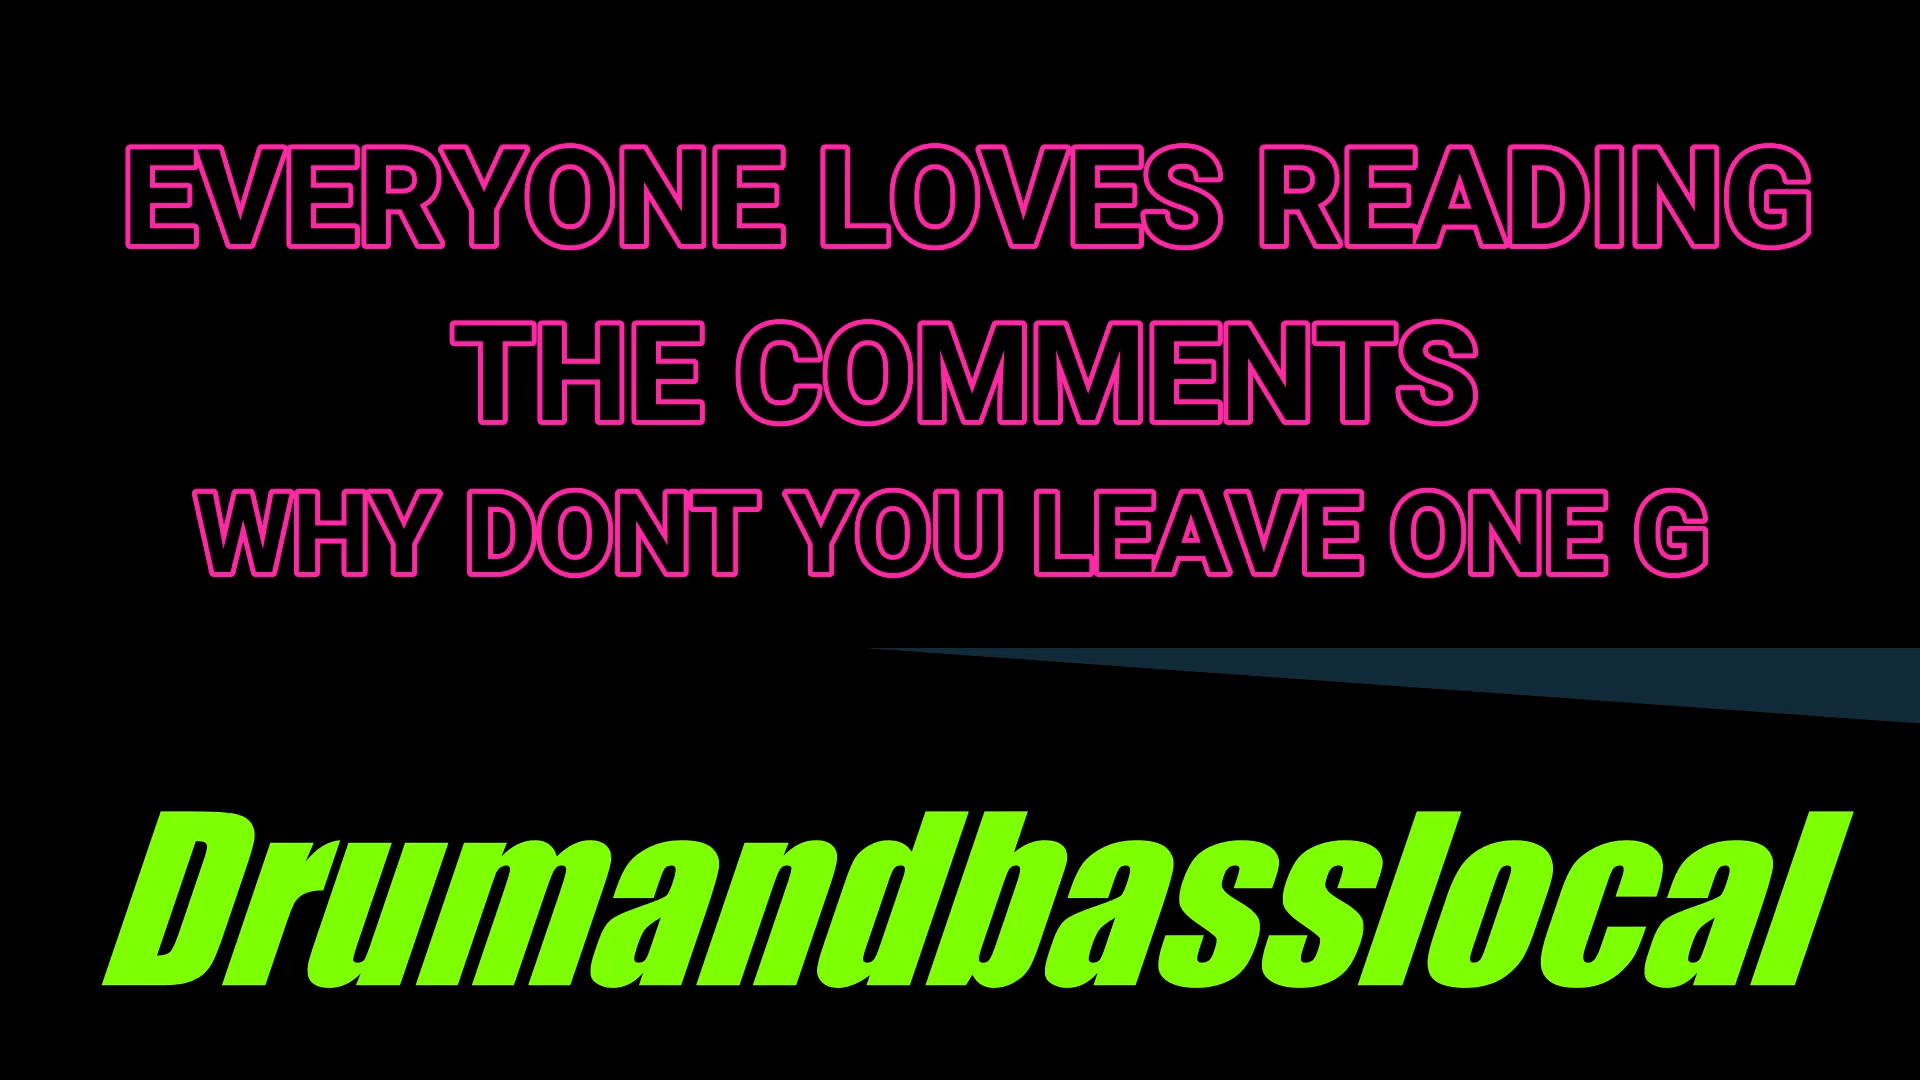 EVERYONE LOVES READING
THE COMMENTS
WHY DONT YOU LEAVE ONE G
Drumandbasslocal